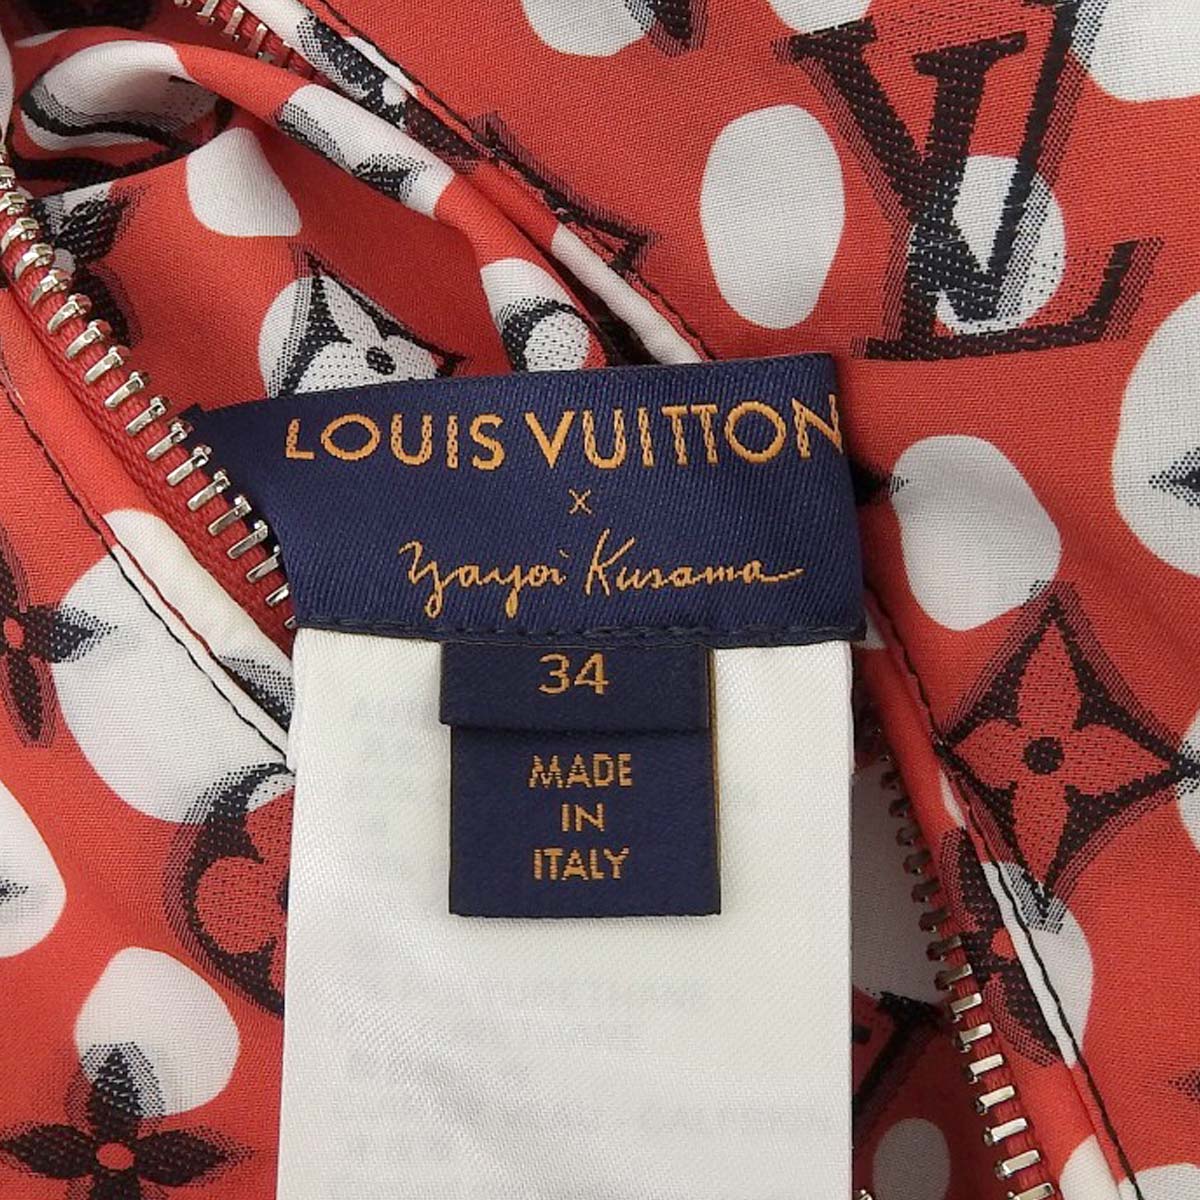 LOUIS VUITTON
×
Yayoi Kusama
34
MADE
IN
ITALY